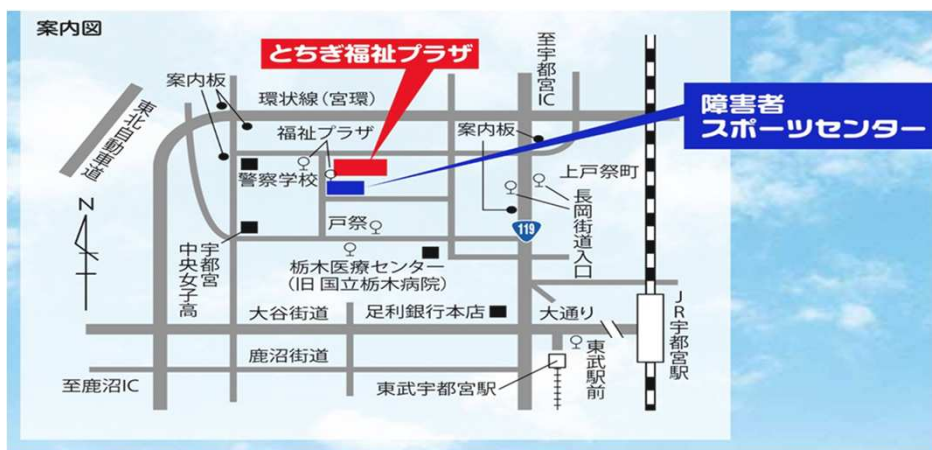 案内図
とちぎ福祉プラザ
至宇都宮IC
案内板
環状線(宮環)
障害者
スポーツセンター
東北自動車道
福祉プラザ
案内板
警察学校
上戸祭町
N
戸祭
119
長岡街道入口
宇都宮
中央女子高
栃木医療センター
(旧 国立栃木病院)
大谷街道
足利銀行本店
大通り
JR宇都宮駅
鹿沼街道
東武駅前
至鹿沼IC
東武宇都宮駅